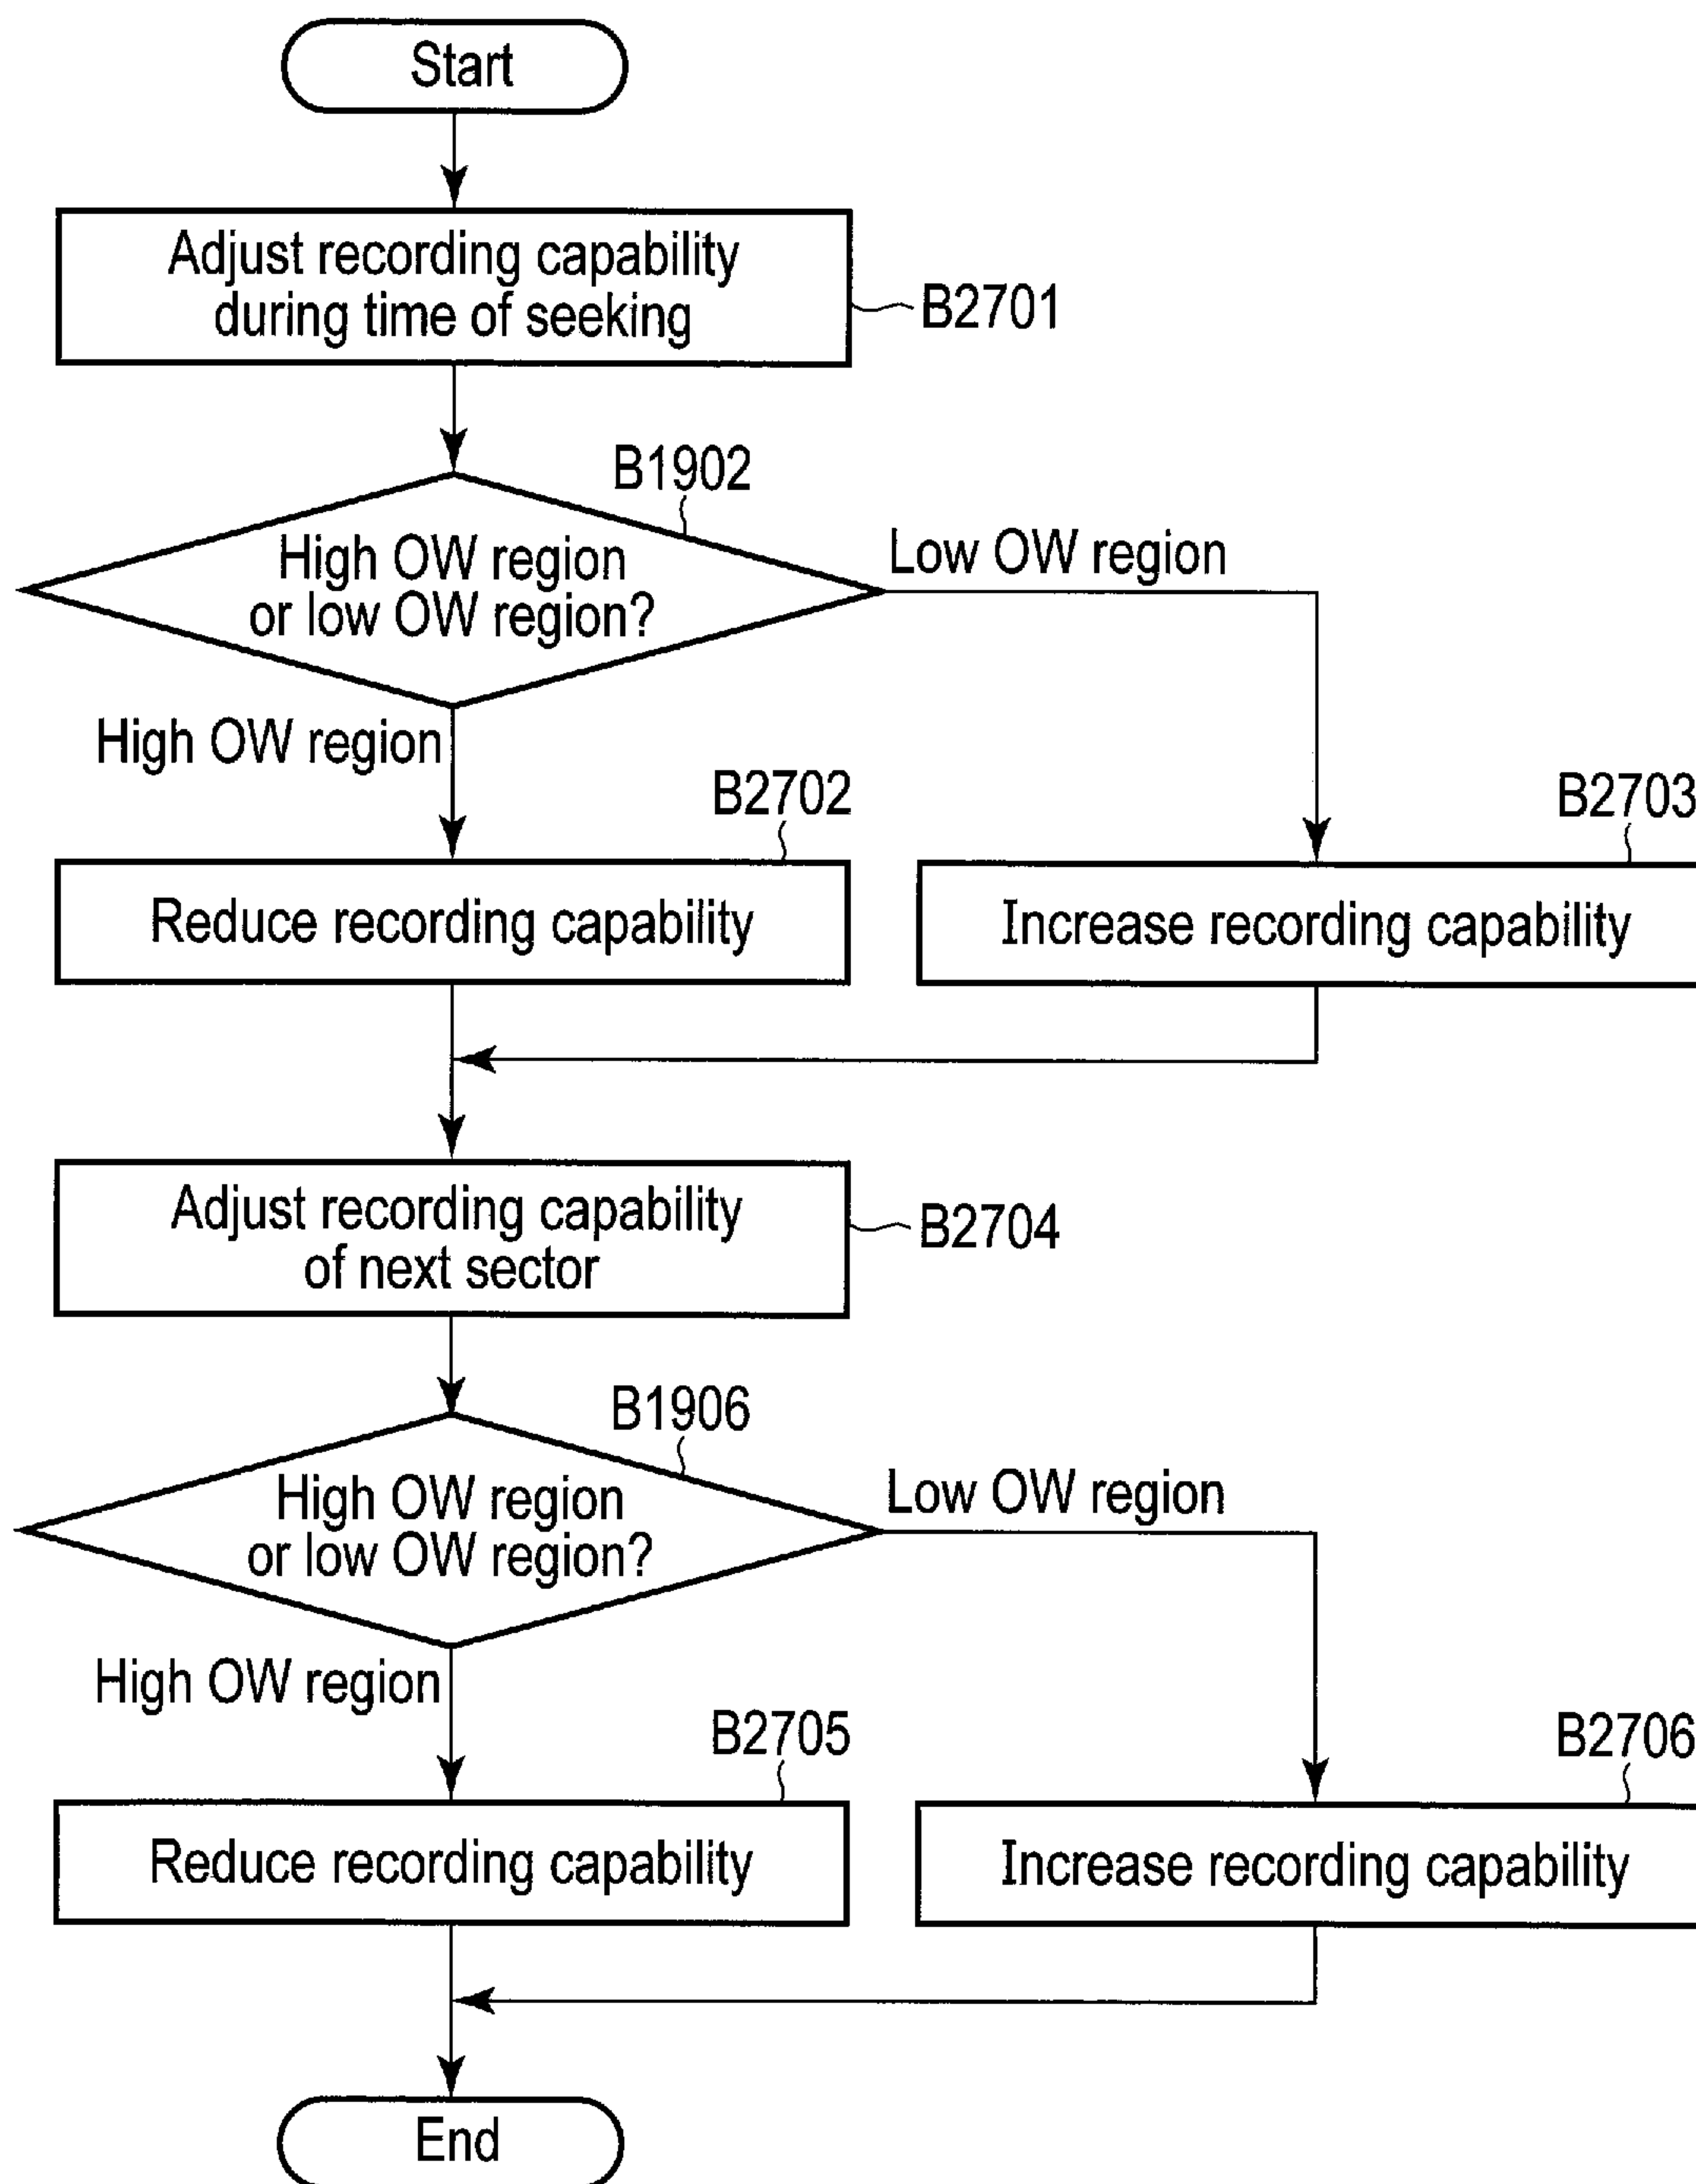 Start
Adjust recording capability
during time of seeking
B2701
B1902
High OW region
or low OW region?
Low OW region
High OW region
B2702
B2703
Reduce recording capability
Increase recording capability
Adjust recording capability
of next sector
B2704
B1906
High OW region
or low OW region?
Low OW region
High OW region
B2705
B2706
Reduce recording capability
Increase recording capability
End